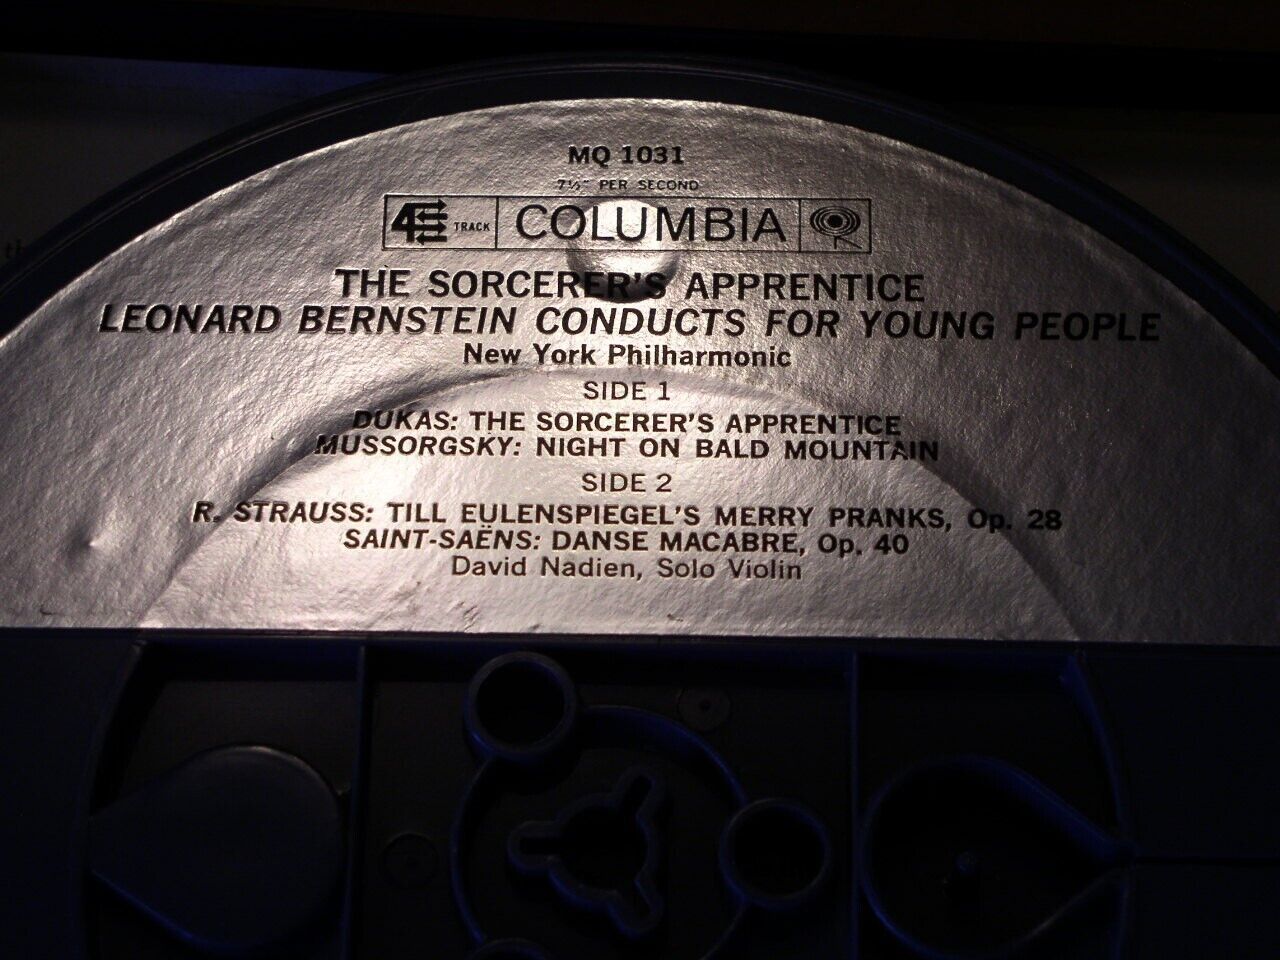 MQ 1031
7½" PER SECOND
4 TRACK COLUMBIA
THE SORCERER'S APPRENTICE
LEONARD BERNSTEIN CONDUCTS FOR YOUNG PEOPLE
New York Philharmonic
SIDE 1
DUKAS: THE SORCERER'S APPRENTICE
MUSSORGSKY: NIGHT ON BALD MOUNTAIN
SIDE 2
R. STRAUSS: TILL EULENSPIEGEL'S MERRY PRANKS, Op. 28
SAINT-SAËNS: DANSE MACABRE, Op. 40
David Nadien, Solo Violin